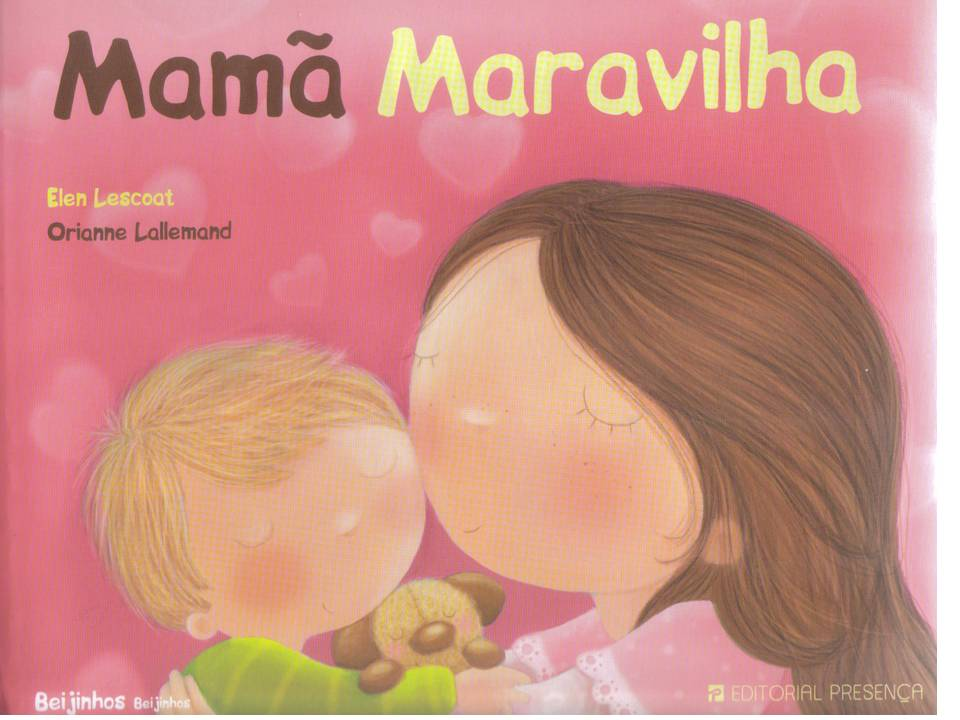 Mamã Maravilha
Elen Lescoat
Orianne Lallemand
Beijinhos Beijinhos
EDITORIAL PRESENÇA